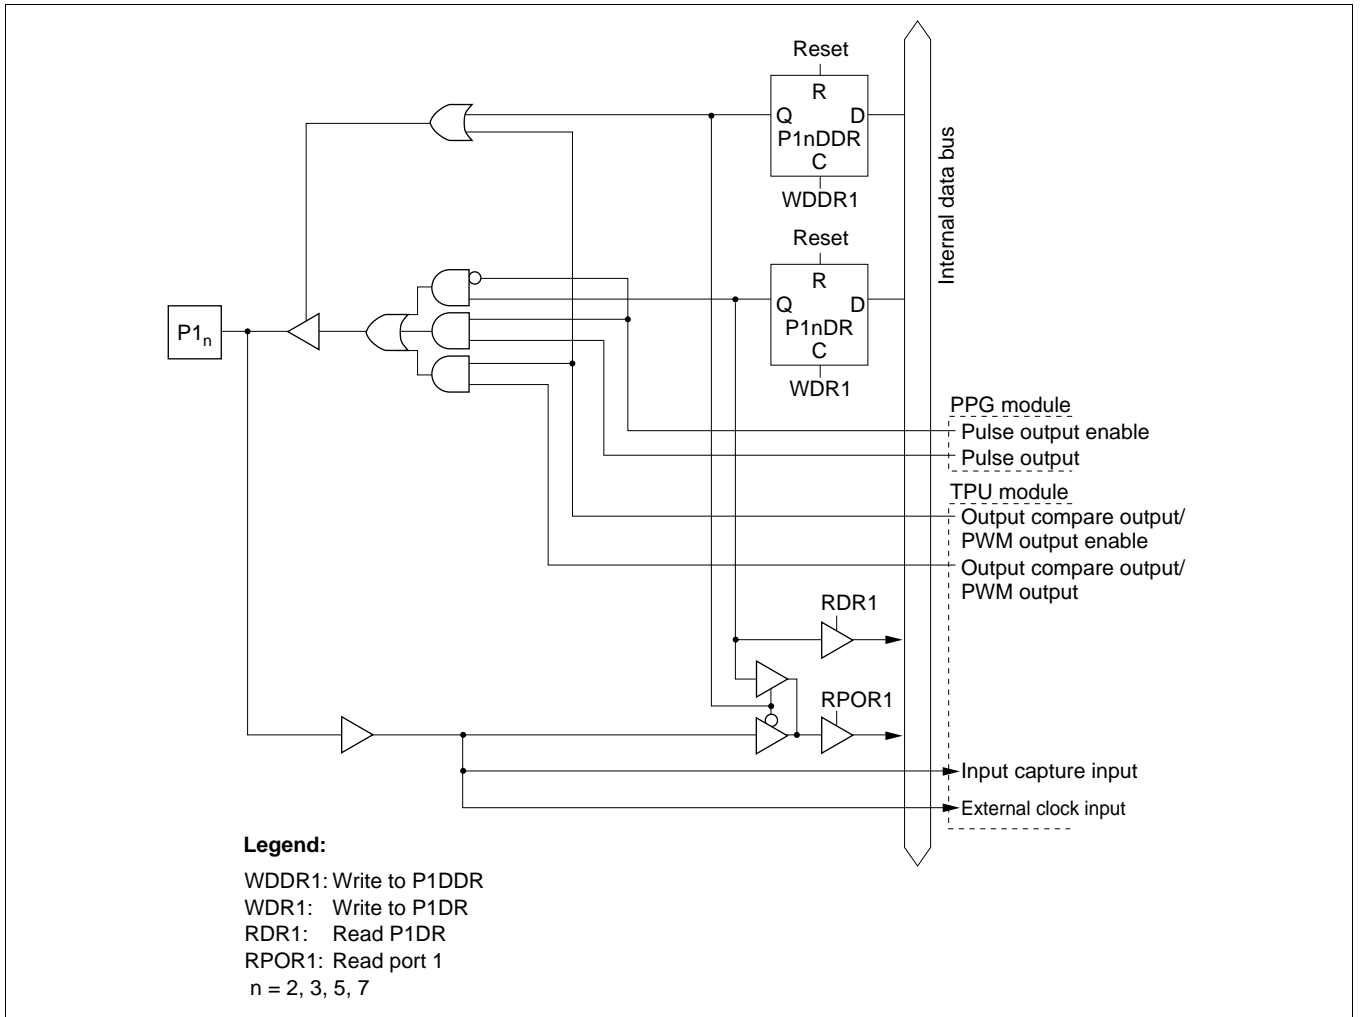 Reset
R
Q D
P1nDDR
C
WDDR1
Internal data bus
Reset
R
Q D
P1nDR
C
WDR1
P1n
PPG module
Pulse output enable
Pulse output
TPU module
Output compare output/
PWM output enable
Output compare output/
PWM output
RDR1
RPOR1
Input capture input
External clock input
Legend:
WDDR1: Write to P1DDR
WDR1: Write to P1DR
RDR1: Read P1DR
RPOR1: Read port 1
n = 2, 3, 5, 7